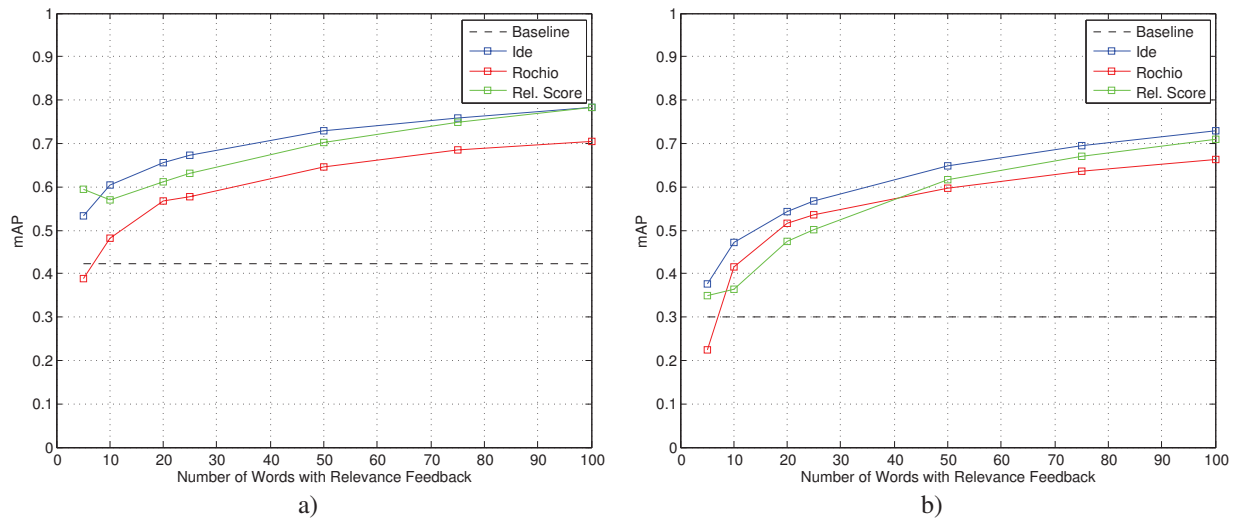 1
0.9
0.8
0.7
0.6
0.5
0.4
0.3
0.2
0.1
0
mAP
0 10 20 30 40 50 60 70 80 90 100
Number of Words with Relevance Feedback
Baseline
Ide
Rochio
Rel. Score
a)
1
0.9
0.8
0.7
0.6
0.5
0.4
0.3
0.2
0.1
0
mAP
0 10 20 30 40 50 60 70 80 90 100
Number of Words with Relevance Feedback
Baseline
Ide
Rochio
Rel. Score
b)